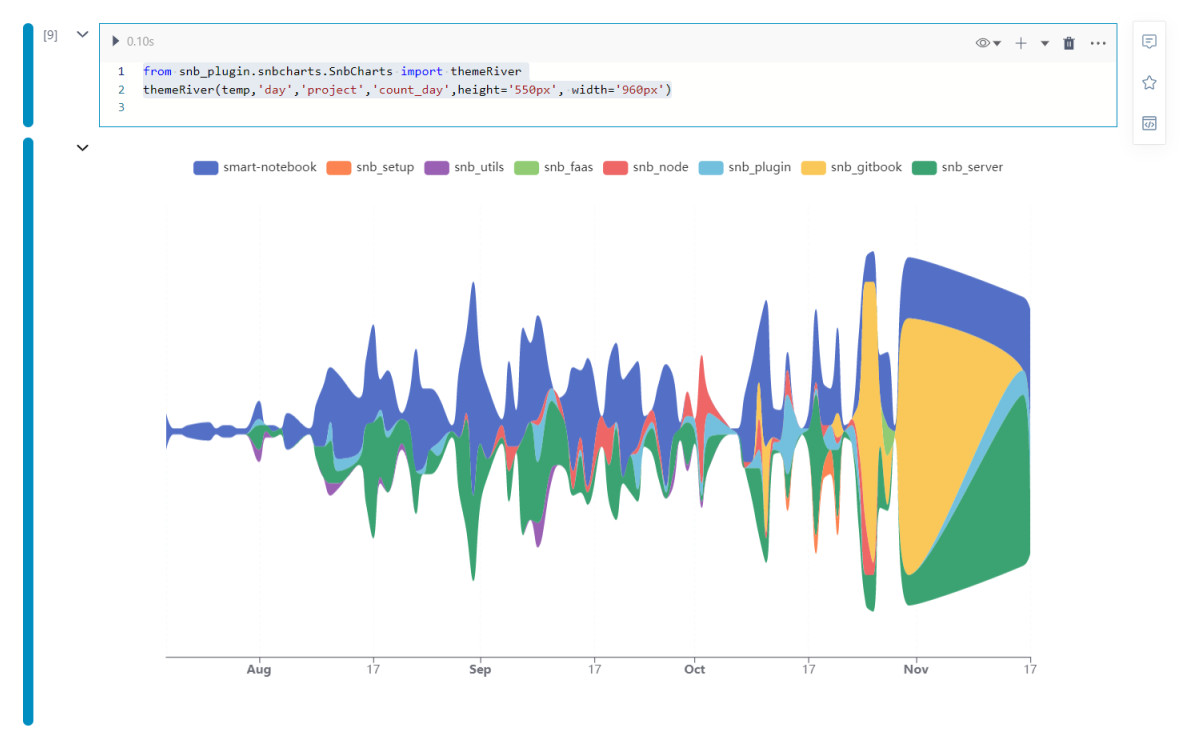 [9]
0.10s
1 from snb_plugin.snbcharts.SnbCharts import themeRiver
2 themeRiver(temp,'day','project','count_day',height='550px', width='960px')
3
smart-notebook snb_setup snb_utils snb_faas snb_node snb_plugin snb_gitbook snb_server
Aug 17 Sep 17 Oct 17 Nov 17